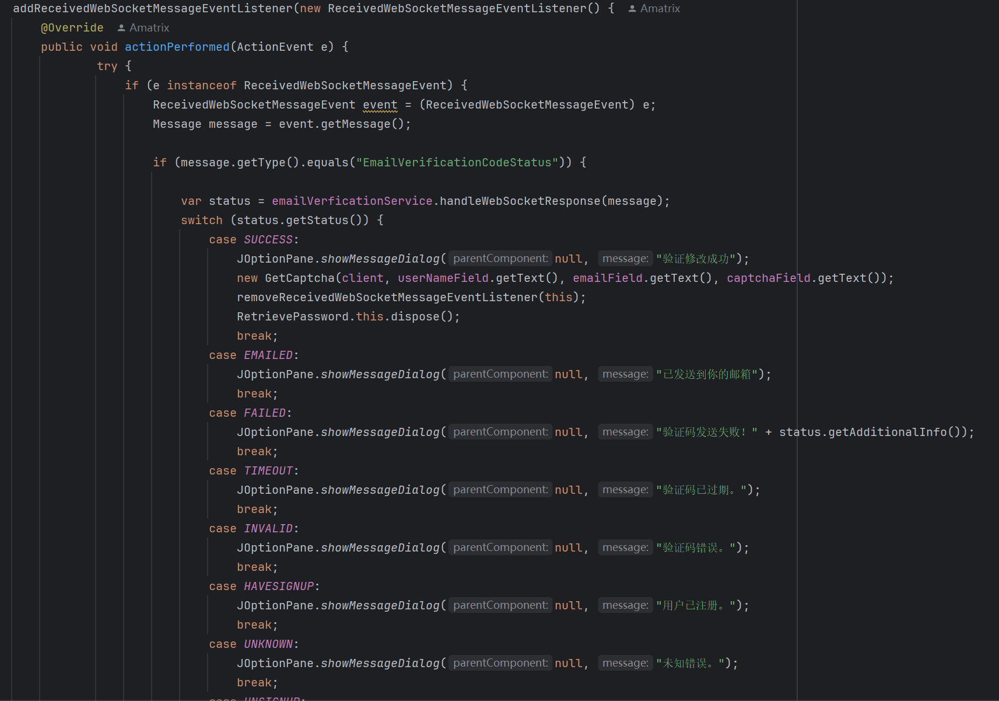 addReceivedWebSocketMessageEventListener(new ReceivedWebSocketMessageEventListener() { Amatrix
@Override Amatrix
public void actionPerformed(ActionEvent e) {
try {
if (e instanceof ReceivedWebSocketMessageEvent) {
ReceivedWebSocketMessageEvent event = (ReceivedWebSocketMessageEvent) e;
Message message = event.getMessage();
if (message.getType().equals("EmailVerificationCodeStatus")) {
var status = emailVerficationService.handleWebSocketResponse(message);
switch (status.getStatus()) {
case SUCCESS:
JOptionPane.showMessageDialog( parentComponent: null, message: "验证修改成功");
new GetCaptcha(client, userNameField.getText(), emailField.getText(), captchaField.getText());
removeReceivedWebSocketMessageEventListener(this);
RetrievePassword.this.dispose();
break;
case EMAILED:
JOptionPane.showMessageDialog( parentComponent: null, message: "已发送到你的邮箱");
break;
case FAILED:
JOptionPane.showMessageDialog( parentComponent: null, message: "验证码发送失败！" + status.getAdditionalInfo());
break;
case TIMEOUT:
JOptionPane.showMessageDialog( parentComponent: null, message: "验证码已过期。");
break;
case INVALID:
JOptionPane.showMessageDialog( parentComponent: null, message: "验证码错误。");
break;
case HAVESIGNUP:
JOptionPane.showMessageDialog( parentComponent: null, message: "用户已注册。");
break;
case UNKNOWN:
JOptionPane.showMessageDialog( parentComponent: null, message: "未知错误。");
break;
case UNSIGNUP: